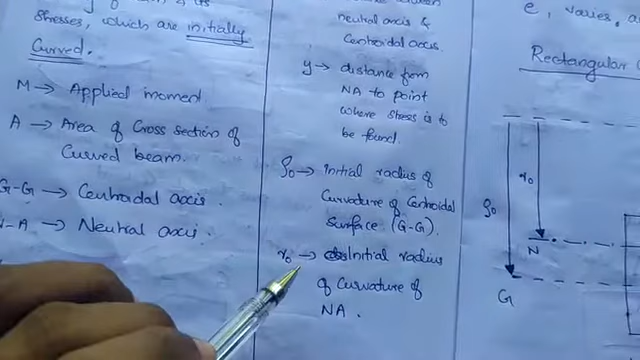 stresses, which are initially
Curved.
M → Applied moment
A → Area of Cross section of
Curved beam.
G-G → Centroidal axis.
-A → Neutral axis.
neutral axis &
Centroidal axis.
y → distance from
NA to point
where stress is to
be found.
ρ₀ → Initial radius of
Curvature of Centroidal
Surface (G-G).
r₀ → Initial radius
of Curvature of
NA.
e, varies,
Rectangular
r₀
ρ₀
N
G